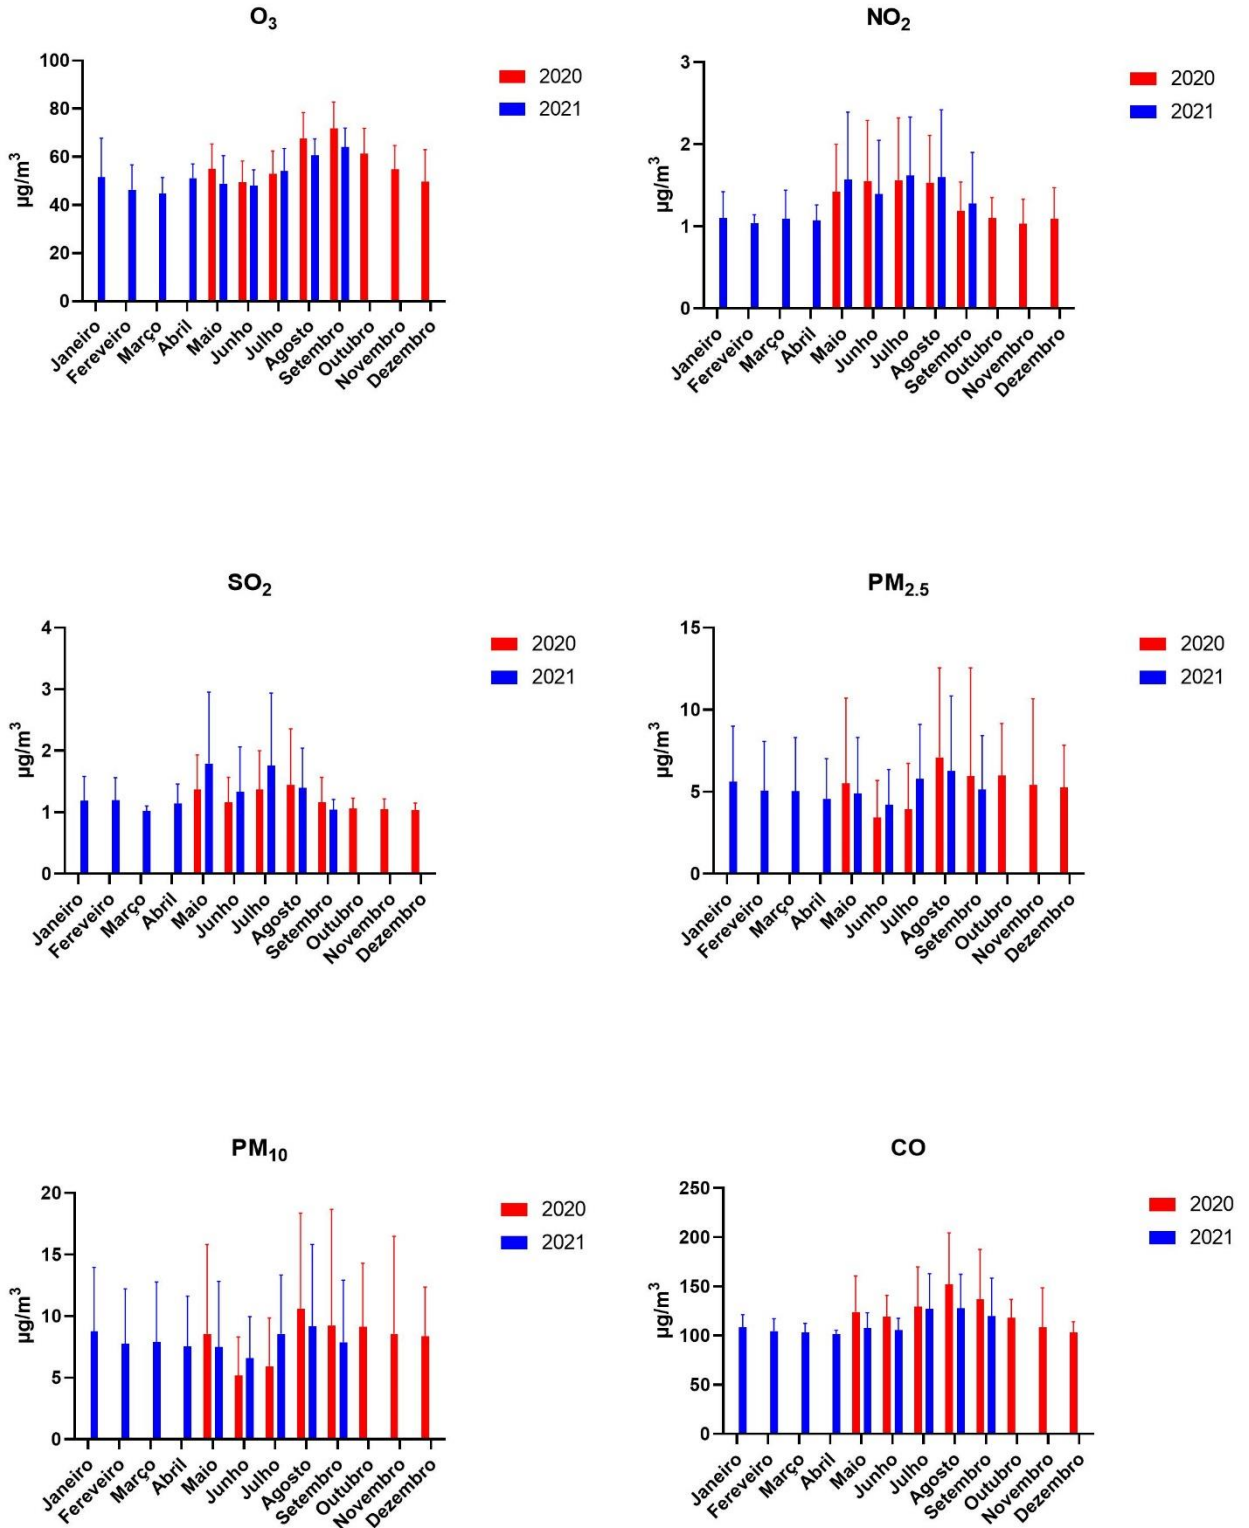 O₃
100
80
60
40
20
0
µg/m³
2020
2021
Janeiro
Fereveiro
Março
Abril
Maio
Junho
Julho
Agosto
Setembro
Outubro
Novembro
Dezembro
NO₂
3
2
1
0
µg/m³
2020
2021
Janeiro
Fereveiro
Março
Abril
Maio
Junho
Julho
Agosto
Setembro
Outubro
Novembro
Dezembro
SO₂
4
3
2
1
0
µg/m³
2020
2021
Janeiro
Fereveiro
Março
Abril
Maio
Junho
Julho
Agosto
Setembro
Outubro
Novembro
Dezembro
PM₂.₅
15
10
5
0
µg/m³
2020
2021
Janeiro
Fereveiro
Março
Abril
Maio
Junho
Julho
Agosto
Setembro
Outubro
Novembro
Dezembro
PM₁₀
20
15
10
5
0
µg/m³
2020
2021
Janeiro
Fereveiro
Março
Abril
Maio
Junho
Julho
Agosto
Setembro
Outubro
Novembro
Dezembro
CO
250
200
150
100
50
0
µg/m³
2020
2021
Janeiro
Fereveiro
Março
Abril
Maio
Junho
Julho
Agosto
Setembro
Outubro
Novembro
Dezembro